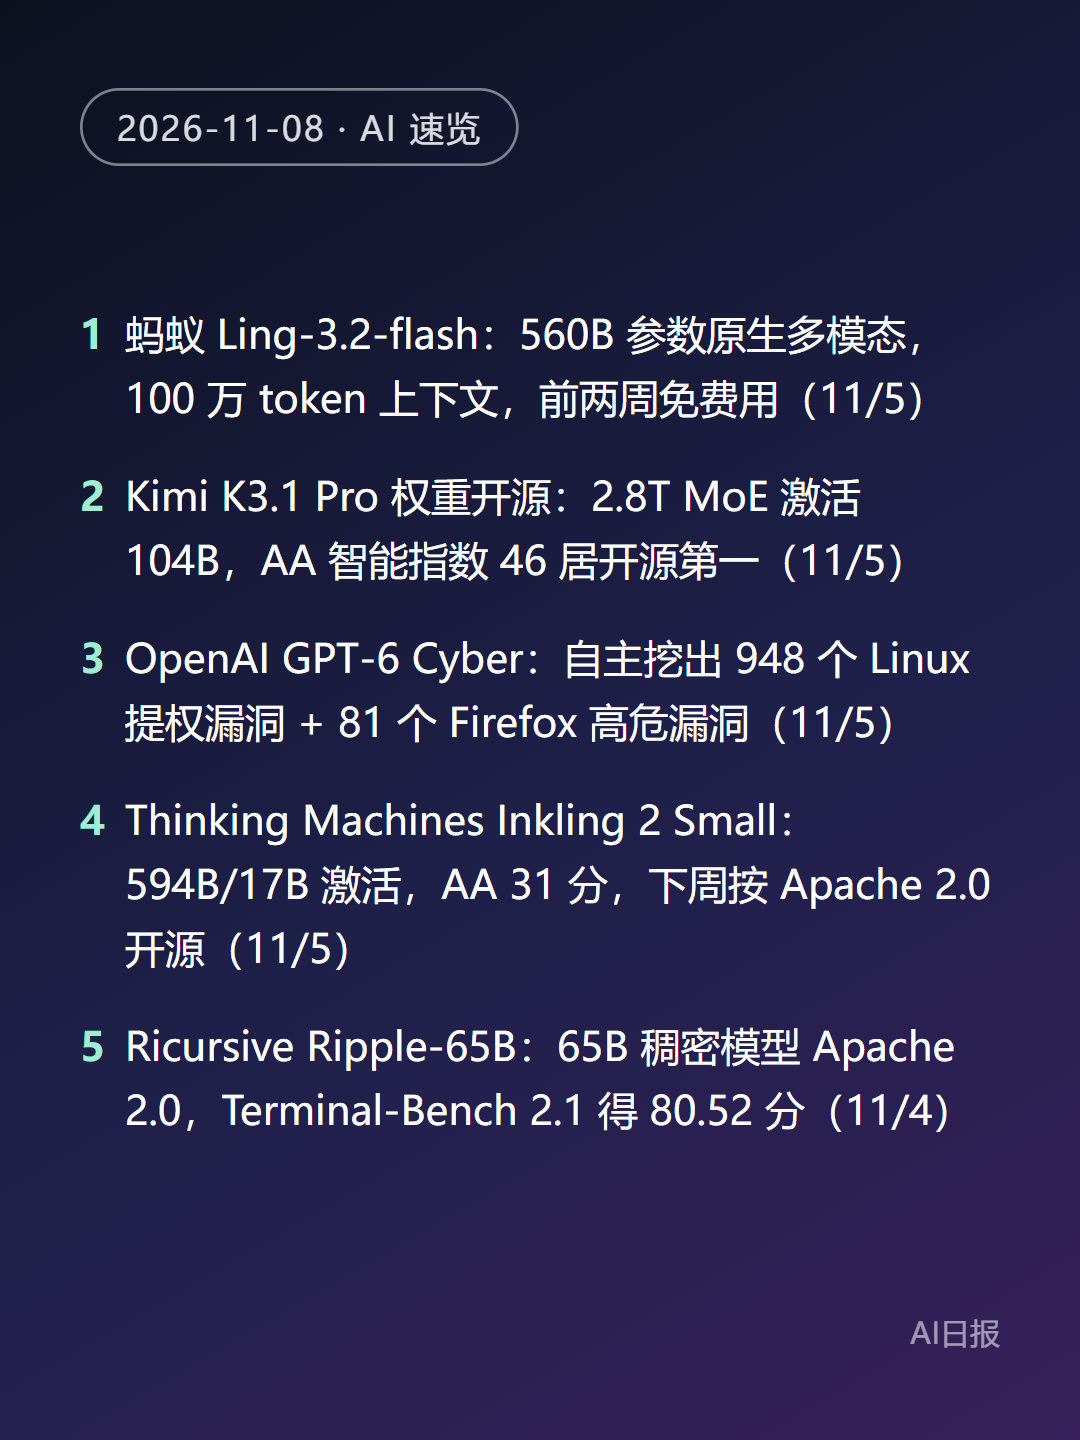 2026-11-08 · AI 速览
1 蚂蚁 Ling-3.2-flash：560B 参数原生多模态，
100 万 token 上下文，前两周免费用（11/5）
2 Kimi K3.1 Pro 权重开源：2.8T MoE 激活
104B，AA 智能指数 46 居开源第一（11/5）
3 OpenAI GPT-6 Cyber：自主挖出 948 个 Linux
提权漏洞 + 81 个 Firefox 高危漏洞（11/5）
4 Thinking Machines Inkling 2 Small：
594B/17B 激活，AA 31 分，下周按 Apache 2.0
开源（11/5）
5 Ricursive Ripple-65B：65B 稠密模型 Apache
2.0，Terminal-Bench 2.1 得 80.52 分（11/4）
AI日报